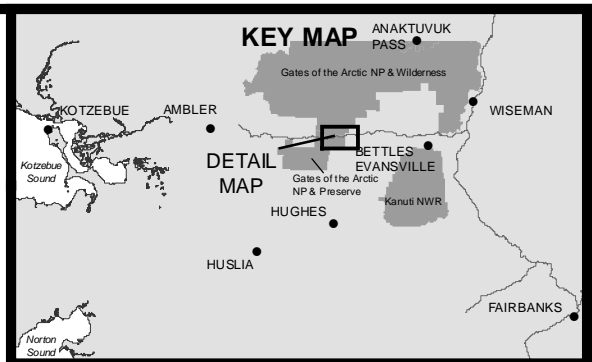 KEY MAP
ANAKTUVUK
PASS
Gates of the Arctic NP & Wilderness
KOTZEBUE
AMBLER
WISEMAN
Kotzebue
Sound
DETAIL
MAP
BETTLES
EVANSVILLE
Gates of the Arctic
NP & Preserve
Kanuti NWR
HUGHES
HUSLIA
FAIRBANKS
Norton
Sound